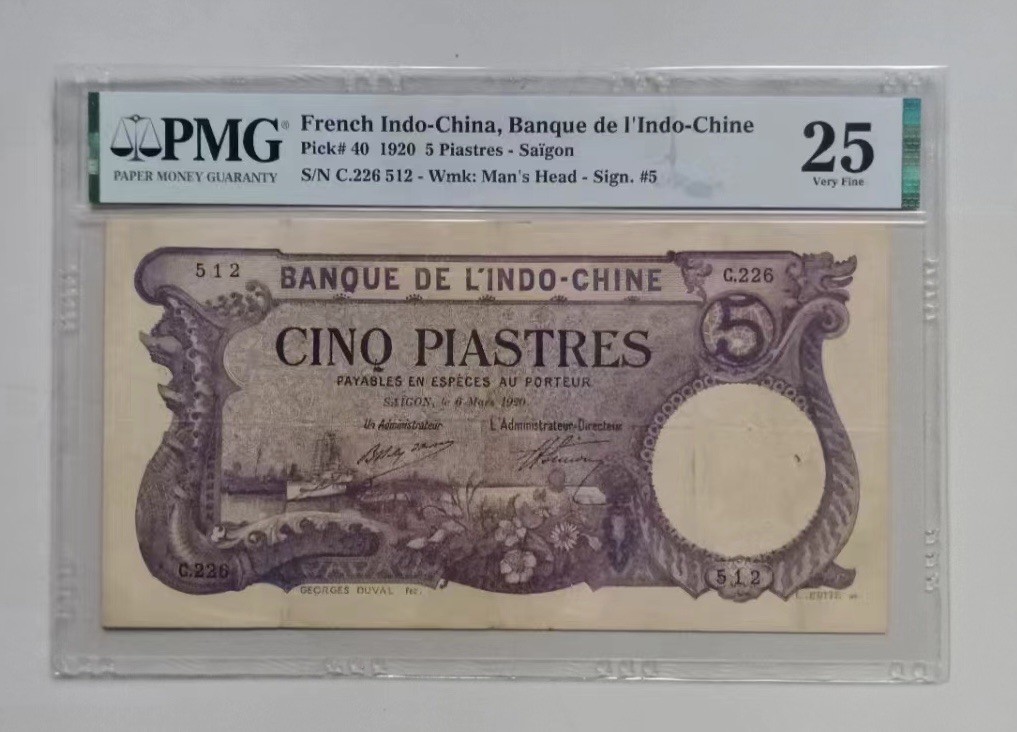 PMG®
PAPER MONEY GUARANTY
French Indo-China, Banque de l'Indo-Chine
Pick# 40 1920 5 Piastres - Saïgon
S/N C.226 512 - Wmk: Man's Head - Sign. #5
25
Very Fine
512
BANQUE DE L'INDO-CHINE
C.226
5
CINQ PIASTRES
PAYABLES EN ESPÈCES AU PORTEUR
SAÏGON, le 6 Mars 1920
Un Administrateur
L'Administrateur-Directeur
C.226
512
GEORGES DUVAL